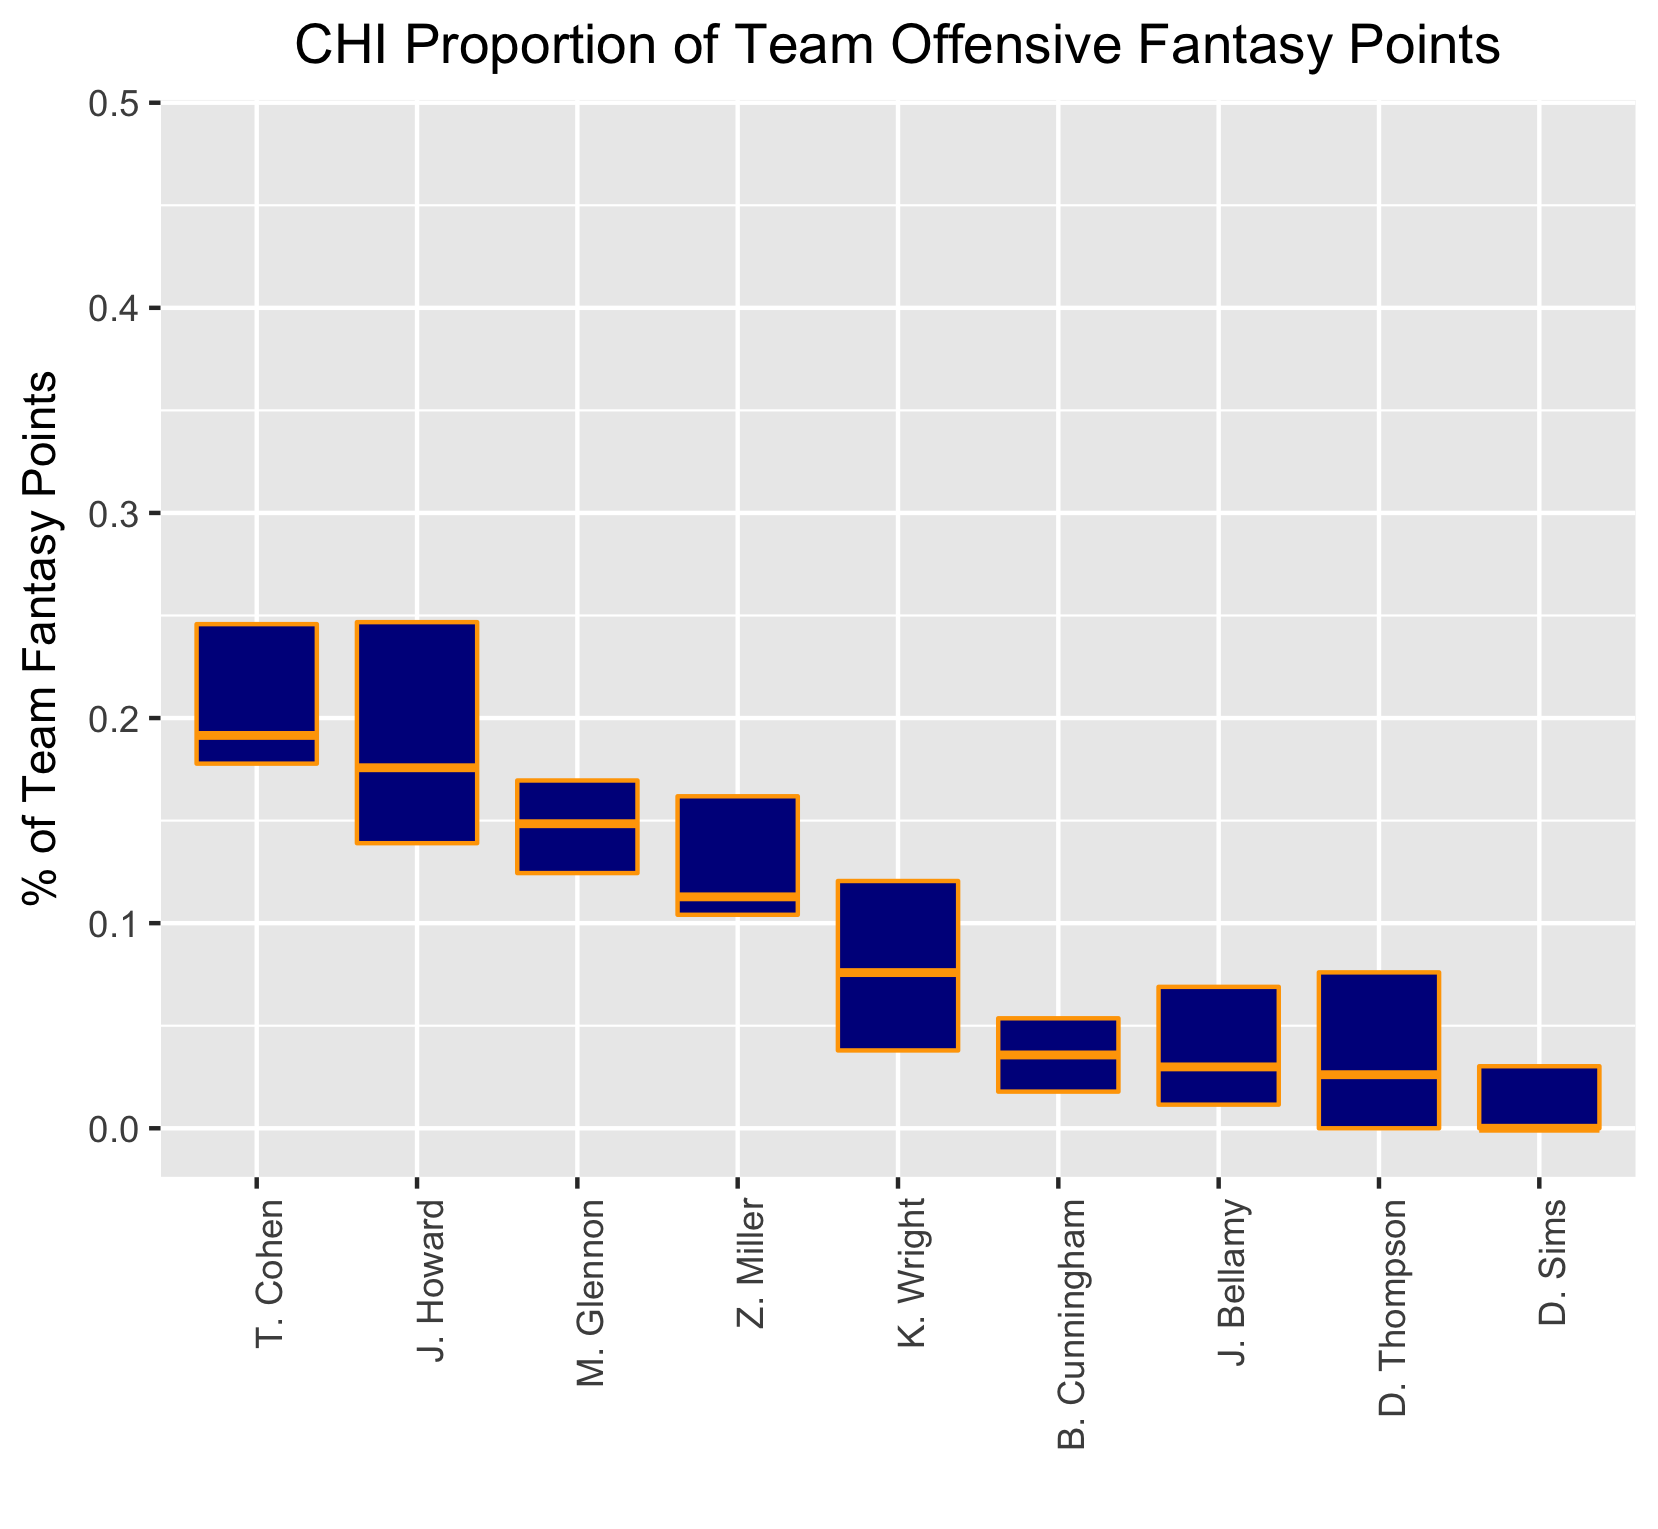 CHI Proportion of Team Offensive Fantasy Points
% of Team Fantasy Points
0.5
0.4
0.3
0.2
0.1
0.0
T. Cohen
J. Howard
M. Glennon
Z. Miller
K. Wright
B. Cunningham
J. Bellamy
D. Thompson
D. Sims